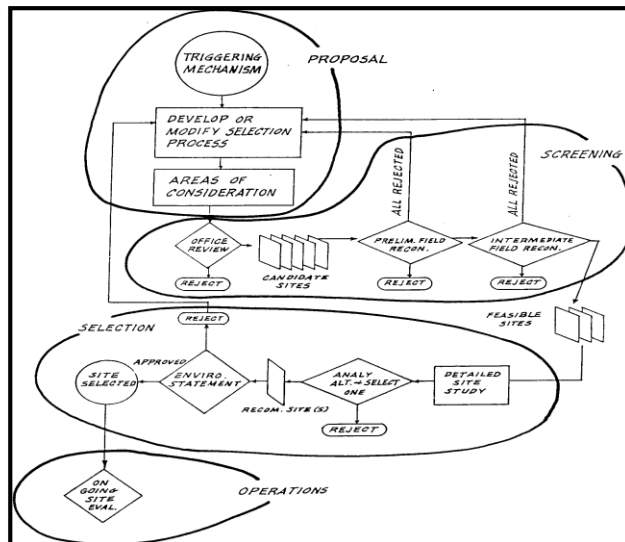 TRIGGERING
MECHANISM
PROPOSAL
DEVELOP OR
MODIFY SELECTION
PROCESS
AREAS OF
CONSIDERATION
SCREENING
ALL REJECTED
ALL REJECTED
OFFICE
REVIEW
REJECT
CANDIDATE
SITES
PRELIM. FIELD
RECON.
REJECT
INTERMEDIATE
FIELD RECON.
REJECT
FEASIBLE
SITES
SELECTION
REJECT
APPROVED
SITE
SELECTED
ENVIRO.
STATEMENT
RECOM. SITE(S)
ANALY
ALT. → SELECT
ONE
REJECT
DETAILED
SITE
STUDY
ON
GOING
SITE
EVAL.
OPERATIONS